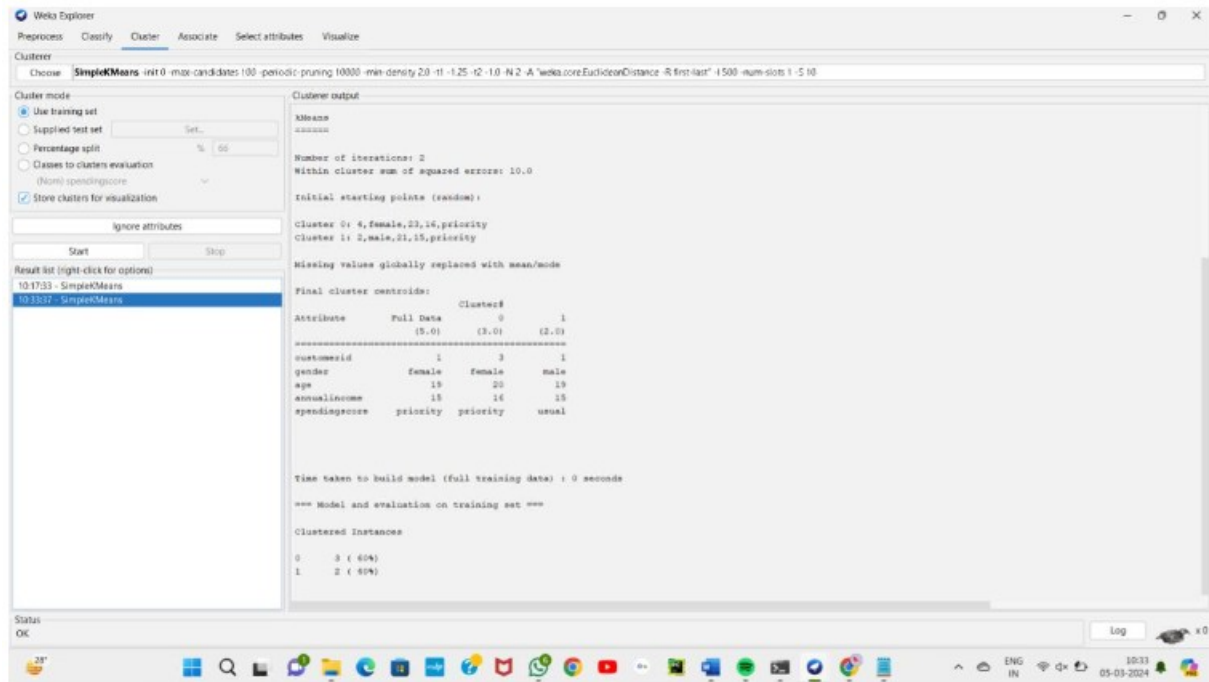 Weka Explorer
Preprocess Classify Cluster Associate Select attributes Visualize
Clusterer
Choose SimpleKMeans -init 0 -max-candidates 100 -periodic-pruning 10000 -min-density 2.0 -t1 -1.25 -t2 -1.0 -N 2 -A "weka.core.EuclideanDistance -R first-last" -I 500 -num-slots 1 -S 10
Cluster mode
Use training set
Supplied test set Set...
Percentage split % 66
Classes to clusters evaluation
(Nom) spendingscore
Store clusters for visualization
Ignore attributes
Start Stop
Result list (right-click for options)
10:17:33 - SimpleKMeans
10:33:37 - SimpleKMeans
Clusterer output
kMeans
======
Number of iterations: 2
Within cluster sum of squared errors: 10.0
Initial starting points (random):
Cluster 0: 4,female,23,16,priority
Cluster 1: 2,male,21,15,priority
Missing values globally replaced with mean/mode
Final cluster centroids:
Cluster#
Attribute Full Data 0 1
(5.0) (3.0) (2.0)
==============================================
customerid 1 3 1
gender female female male
age 19 20 19
annualincome 15 16 15
spendingscore priority priority usual
Time taken to build model (full training data) : 0 seconds
=== Model and evaluation on training set ===
Clustered Instances
0 3 ( 60%)
1 2 ( 60%)
Status
OK
Log x 0
28°
ENG
IN
10:33
05-03-2024